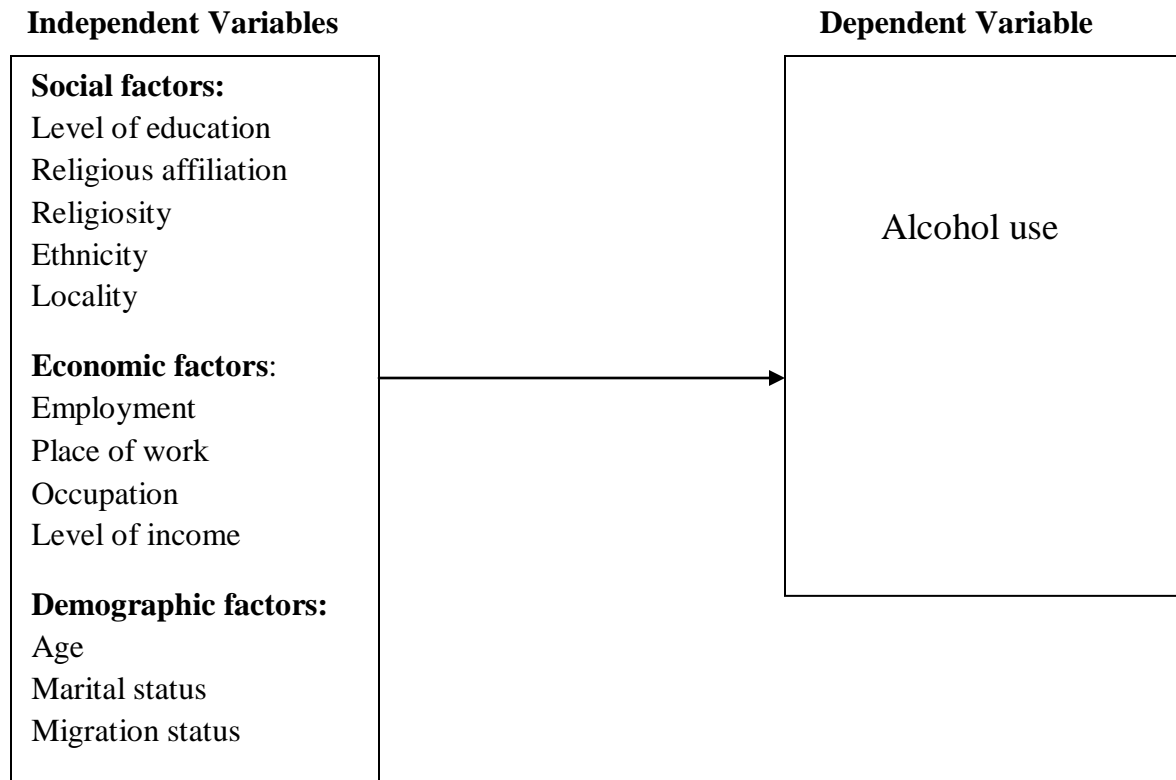 Independent Variables
Dependent Variable
Social factors:
Level of education
Religious affiliation
Religiosity
Ethnicity
Locality
Economic factors:
Employment
Place of work
Occupation
Level of income
Demographic factors:
Age
Marital status
Migration status
Alcohol use